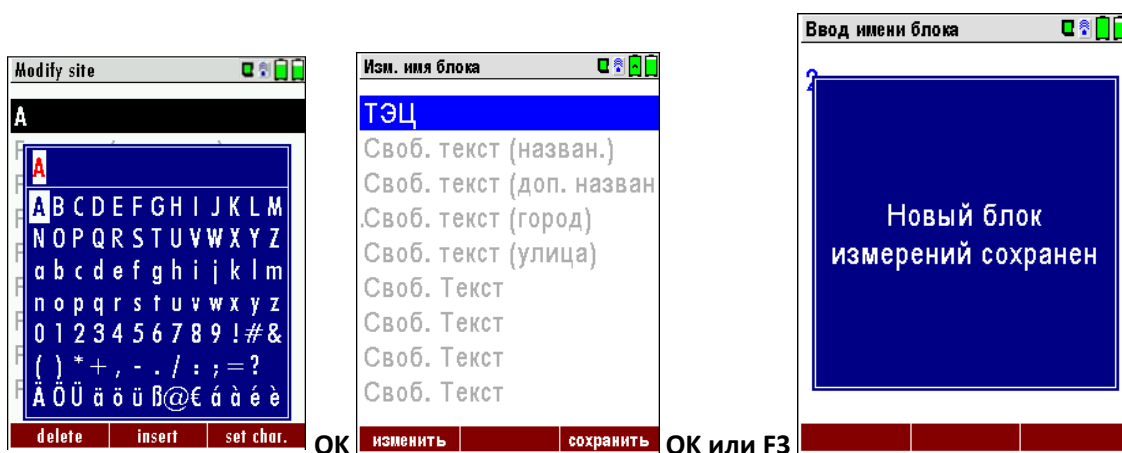 Modify site
A
A
A B C D E F G H I J K L M
N O P Q R S T U V W X Y Z
a b c d e f g h i j k l m
n o p q r s t u v w x y z
0 1 2 3 4 5 6 7 8 9 ! # &
( ) * + , - . / : ; = ?
Ä Ö Ü ä ö ü ß @ € á à é è
delete insert set char.
OK
Изм. имя блока
ТЭЦ
Своб. текст (назван.)
Своб. текст (доп. назван
.Своб. текст (город)
Своб. текст (улица)
Своб. Текст
Своб. Текст
Своб. Текст
Своб. Текст
изменить сохранить
OK или F3
Ввод имени блока
2
Новый блок
измерений сохранен